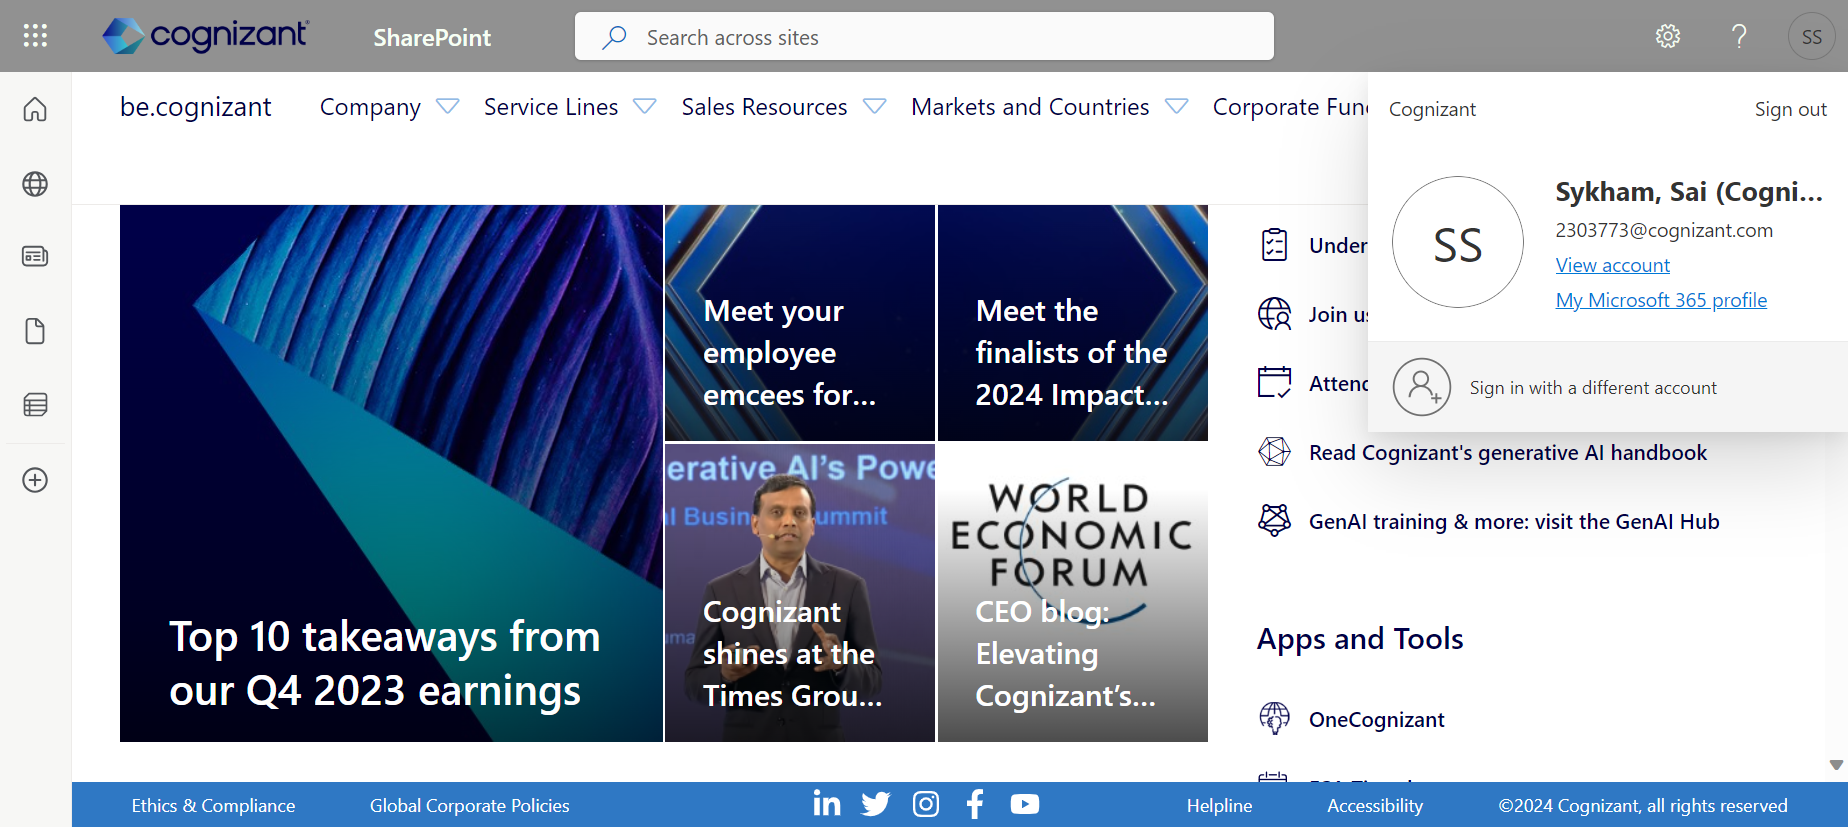 cognizant
SharePoint
Search across sites
SS
be.cognizant
Company
Service Lines
Sales Resources
Markets and Countries
Corporate Fun
Cognizant
Sign out
SS
Sykham, Sai (Cogni...
2303773@cognizant.com
View account
My Microsoft 365 profile
Sign in with a different account
Top 10 takeaways from
our Q4 2023 earnings
Meet your
employee
emcees for...
Meet the
finalists of the
2024 Impact...
erative AI's Powe
l Busin ummit
Cognizant
shines at the
Times Grou...
WORLD
ECONOMIC
FORUM
CEO blog:
Elevating
Cognizant's...
Under
Join us
Attend
Read Cognizant's generative AI handbook
GenAI training & more: visit the GenAI Hub
Apps and Tools
OneCognizant
Ethics & Compliance
Global Corporate Policies
Helpline
Accessibility
©2024 Cognizant, all rights reserved